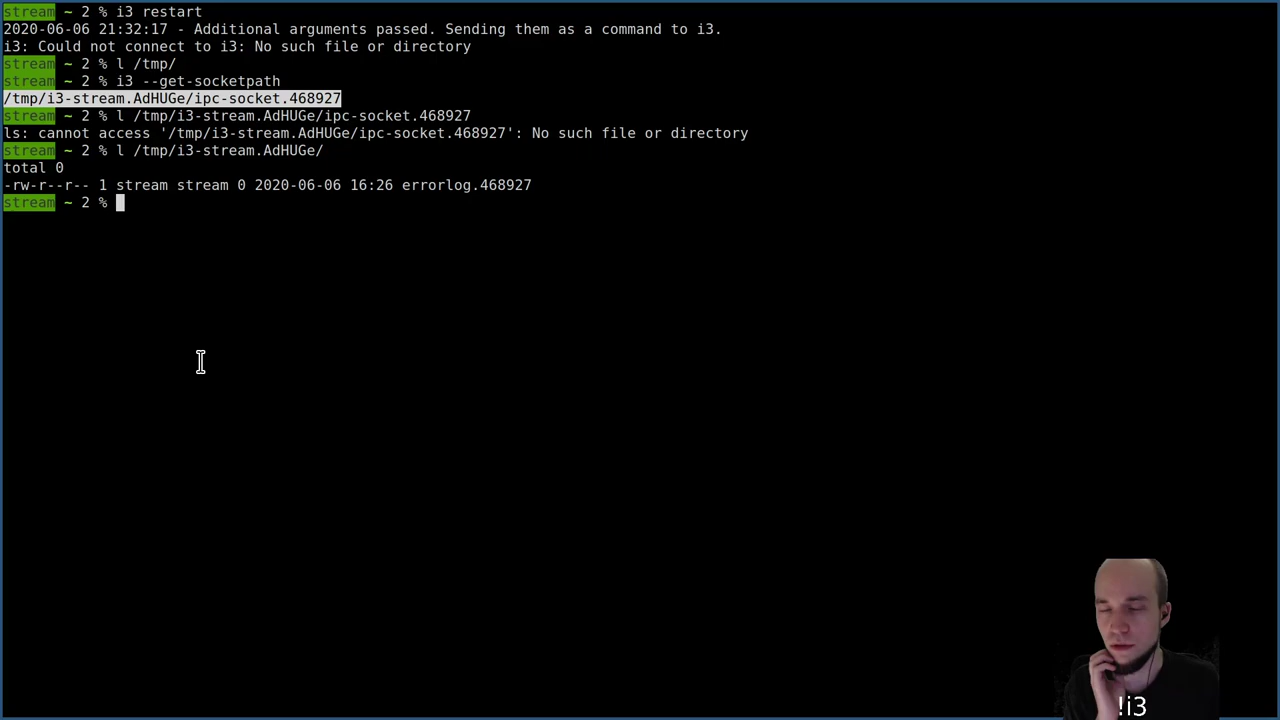 stream ~ 2 % i3 restart
2020-06-06 21:32:17 - Additional arguments passed. Sending them as a command to i3.
i3: Could not connect to i3: No such file or directory
stream ~ 2 % l /tmp/
stream ~ 2 % i3 --get-socketpath
/tmp/i3-stream.AdHUGe/ipc-socket.468927
stream ~ 2 % l /tmp/i3-stream.AdHUGe/ipc-socket.468927
ls: cannot access '/tmp/i3-stream.AdHUGe/ipc-socket.468927': No such file or directory
stream ~ 2 % l /tmp/i3-stream.AdHUGe/
total 0
-rw-r--r-- 1 stream stream 0 2020-06-06 16:26 errorlog.468927
stream ~ 2 %
!i3